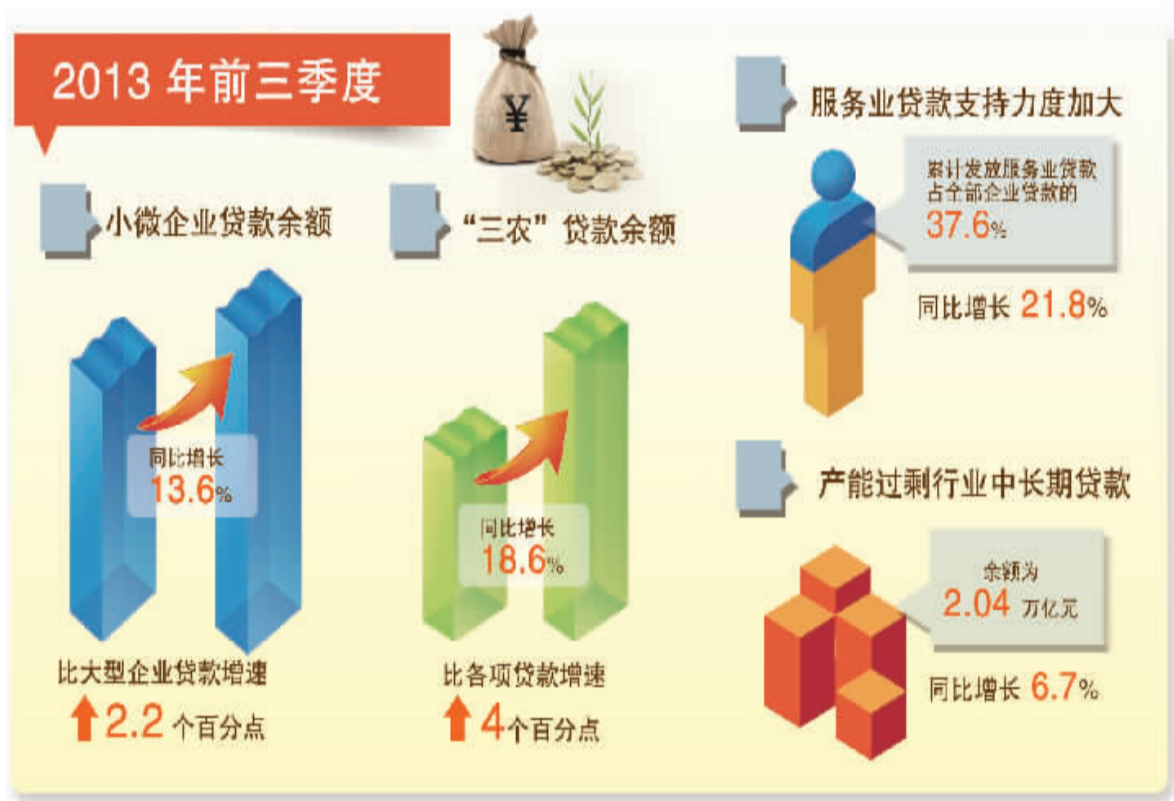 2013 年前三季度
¥
小微企业贷款余额
同比增长
13.6%
比大型企业贷款增速
2.2 个百分点
“三农”贷款余额
同比增长
18.6%
比各项贷款增速
4个百分点
服务业贷款支持力度加大
累计发放服务业贷款
占全部企业贷款的
37.6%
同比增长 21.8%
产能过剩行业中长期贷款
余额为
2.04 万亿元
同比增长 6.7%